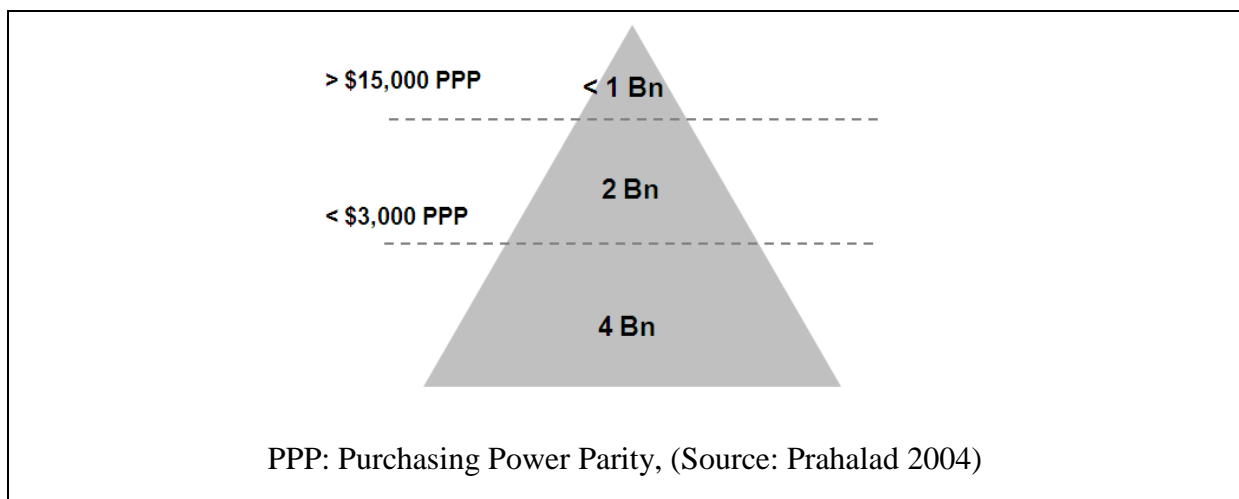 > $15,000 PPP
< 1 Bn
2 Bn
< $3,000 PPP
4 Bn
PPP: Purchasing Power Parity, (Source: Prahalad 2004)